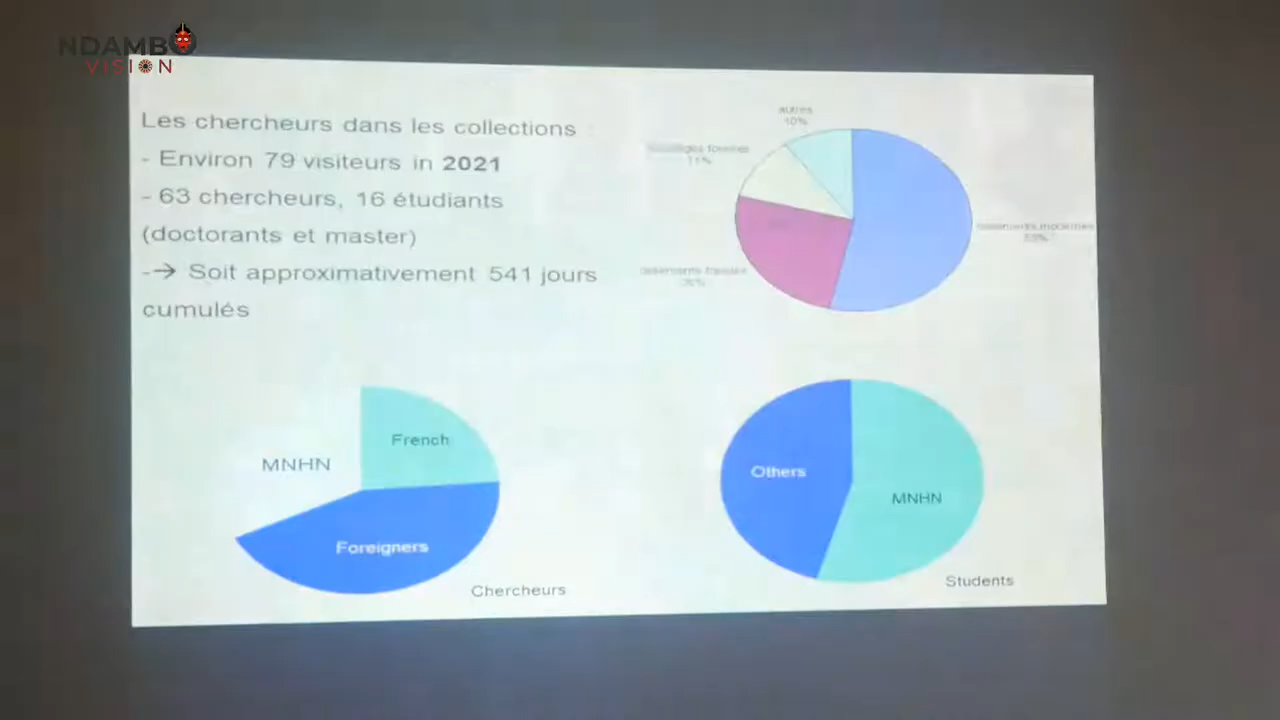 NDAMBO
VISION
Les chercheurs dans les collections :
- Environ 79 visiteurs in 2021
- 63 chercheurs, 16 étudiants
(doctorants et master)
-→ Soit approximativement 541 jours
cumulés
autres
10%
11%
MNHN
French
Foreigners
Chercheurs
Others
MNHN
Students